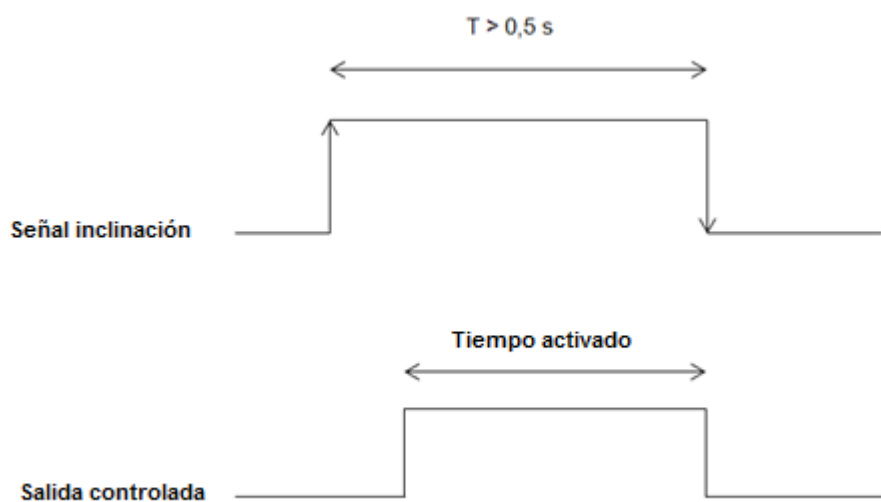 T > 0,5 s
Señal inclinación
Tiempo activado
Salida controlada